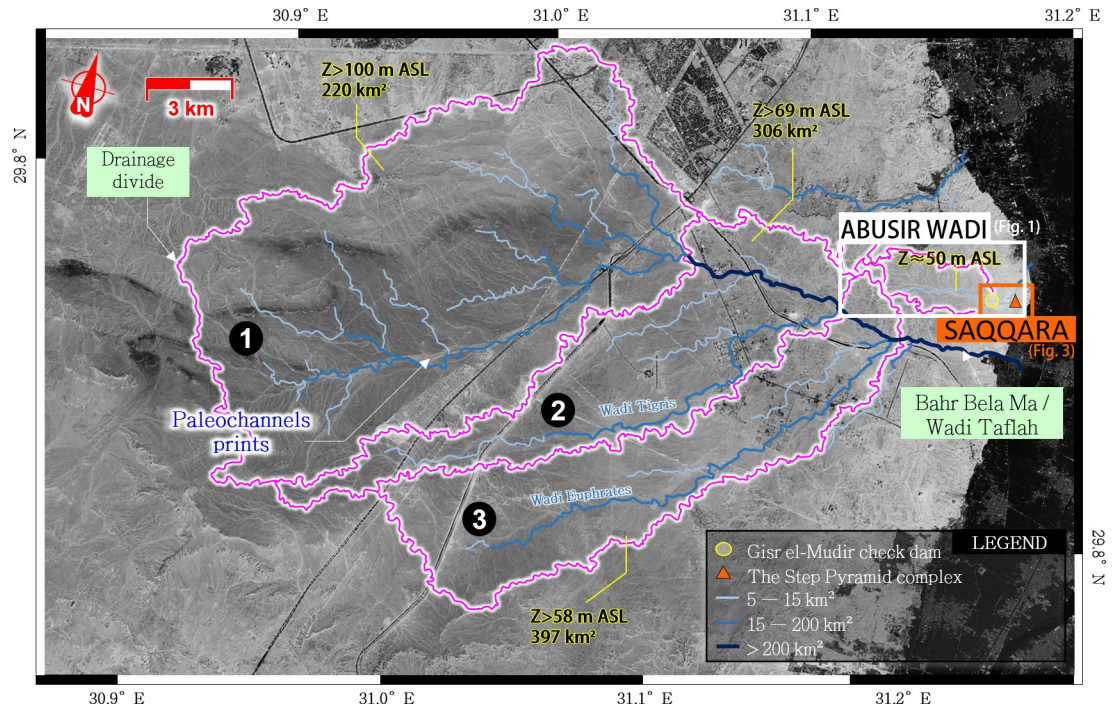 30.9° E
31.0° E
31.1° E
31.2° E
29.8° N
N
3 km
Z>100 m ASL
220 km²
Z>69 m ASL
306 km²
Drainage
divide
ABUSIR WADI (Fig. 1)
Z≈50 m ASL
SAQQARA
(Fig. 3)
1
Paleochannels
prints
2
Wadi Tigris
Bahr Bela Ma /
Wadi Taflah
Wadi Euphrates
3
Z>58 m ASL
397 km²
LEGEND
Gisr el-Mudir check dam
The Step Pyramid complex
5 — 15 km²
15 — 200 km²
> 200 km²
29.8° N
30.9° E
31.0° E
31.1° E
31.2° E